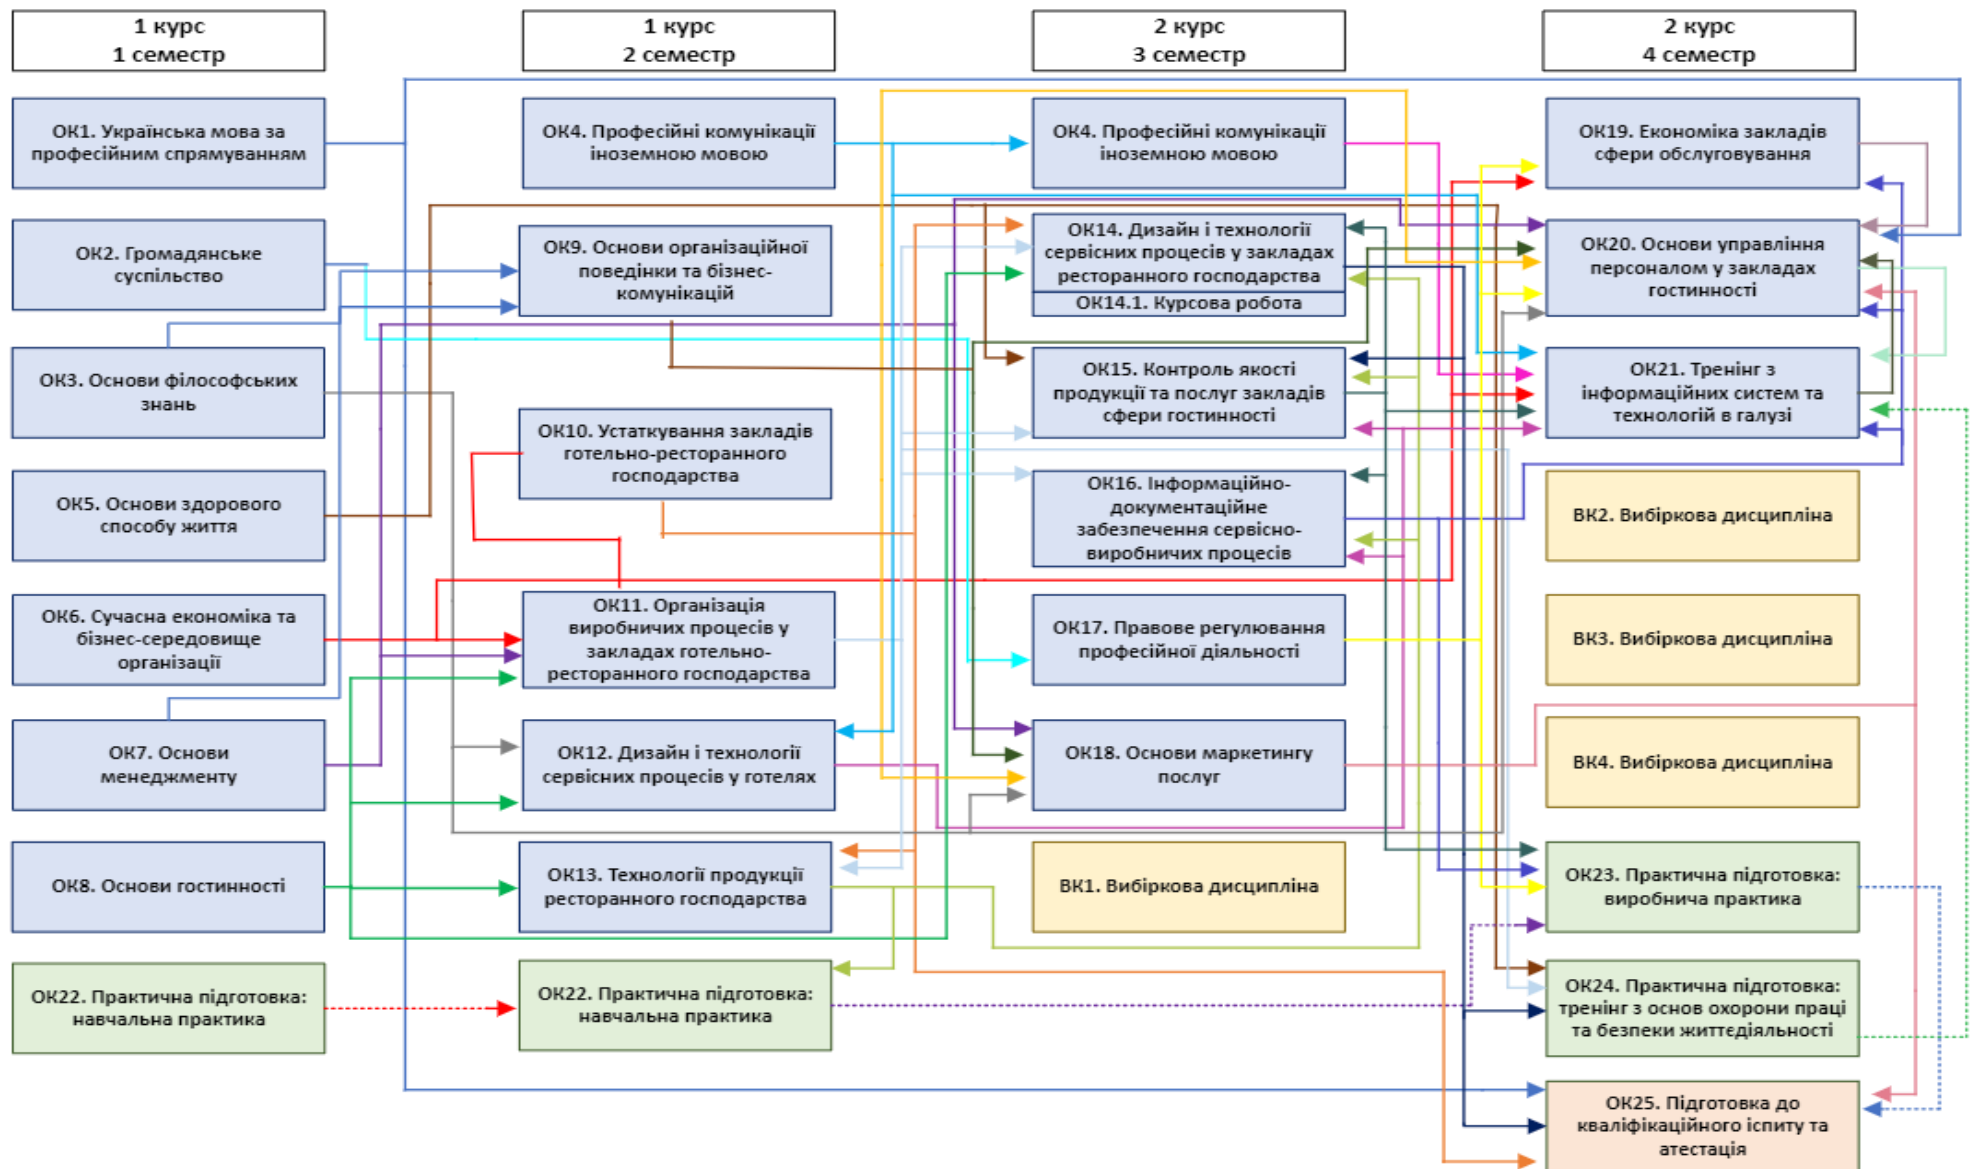 1 курс
1 семестр
1 курс
2 семестр
2 курс
3 семестр
2 курс
4 семестр
ОК1. Українська мова за
професійним спрямуванням
ОК2. Громадянське
суспільство
ОК3. Основи філософських
знань
ОК5. Основи здорового
способу життя
ОК6. Сучасна економіка та
бізнес-середовище
організації
ОК7. Основи
менеджменту
ОК8. Основи гостинності
ОК22. Практична підготовка:
навчальна практика
ОК4. Професійні комунікації
іноземною мовою
ОК9. Основи організаційної
поведінки та бізнес-
комунікацій
ОК10. Устаткування закладів
готельно-ресторанного
господарства
ОК11. Організація
виробничих процесів у
закладах готельно-
ресторанного господарства
ОК12. Дизайн і технології
сервісних процесів у готелях
ОК13. Технології продукції
ресторанного господарства
ОК22. Практична підготовка:
навчальна практика
ОК4. Професійні комунікації
іноземною мовою
ОК14. Дизайн і технології
сервісних процесів у закладах
ресторанного господарства
ОК14.1. Курсова робота
ОК15. Контроль якості
продукції та послуг закладів
сфери гостинності
ОК16. Інформаційно-
документаційне
забезпечення сервісно-
виробничих процесів
ОК17. Правове регулювання
професійної діяльності
ОК18. Основи маркетингу
послуг
ВК1. Вибіркова дисципліна
ОК19. Економіка закладів
сфери обслуговування
ОК20. Основи управління
персоналом у закладах
гостинності
ОК21. Тренінг з
інформаційних систем та
технологій в галузі
ВК2. Вибіркова дисципліна
ВК3. Вибіркова дисципліна
ВК4. Вибіркова дисципліна
ОК23. Практична підготовка:
виробнича практика
ОК24. Практична підготовка:
тренінг з основ охорони праці
та безпеки життєдіяльності
ОК25. Підготовка до
кваліфікаційного іспиту та
атестація